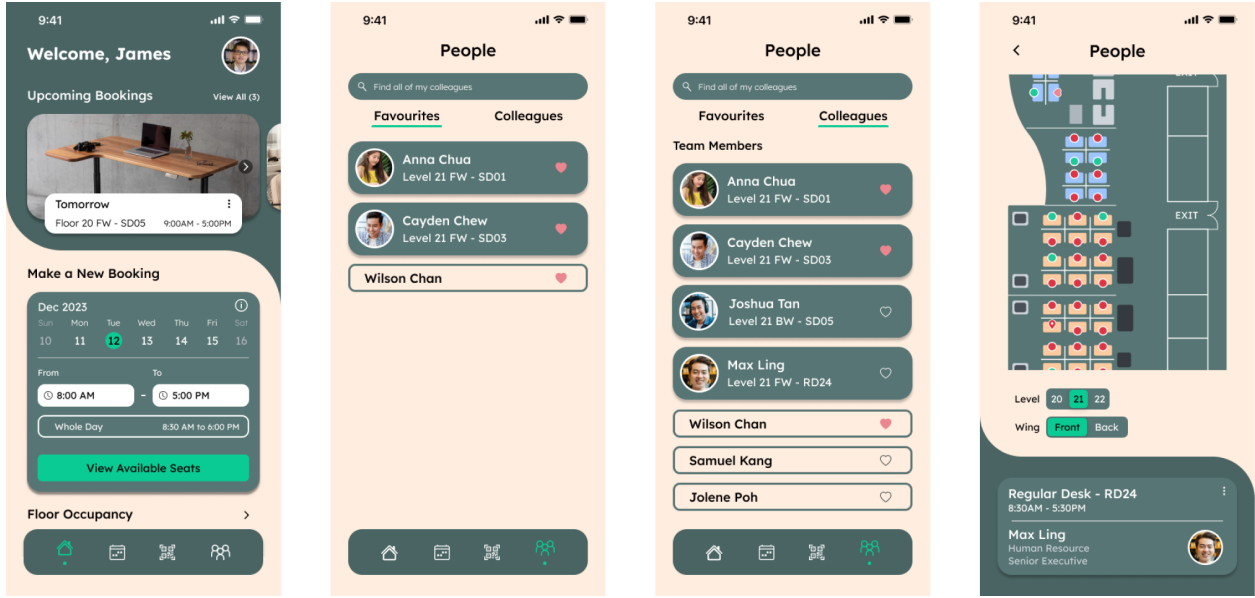 9:41
Welcome, James
Upcoming Bookings
View All (3)
Tomorrow
Floor 20 FW - SD05
9:00AM - 5:00PM
Make a New Booking
Dec 2023
Sun Mon Tue Wed Thu Fri Sat
10 11 12 13 14 15 16
From To
8:00 AM - 5:00 PM
Whole Day 8:30 AM to 6:00 PM
View Available Seats
Floor Occupancy
9:41
People
Find all of my colleagues
Favourites Colleagues
Anna Chua
Level 21 FW - SD01
Cayden Chew
Level 21 FW - SD03
Wilson Chan
9:41
People
Find all of my colleagues
Favourites Colleagues
Team Members
Anna Chua
Level 21 FW - SD01
Cayden Chew
Level 21 FW - SD03
Joshua Tan
Level 21 BW - SD05
Max Ling
Level 21 FW - RD24
Wilson Chan
Samuel Kang
Jolene Poh
9:41
People
EXIT
Level 20 21 22
Wing Front Back
Regular Desk - RD24
8:30AM - 5:30PM
Max Ling
Human Resource
Senior Executive